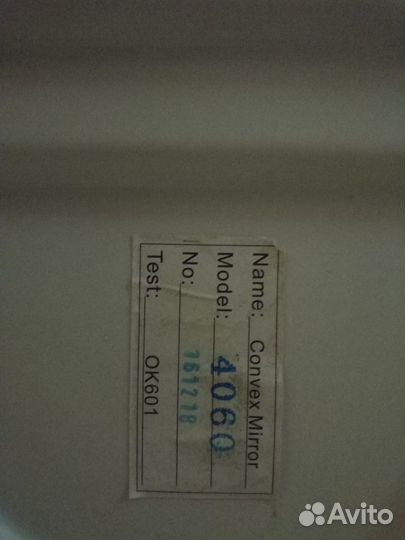 Name: Convex Mirror
Model: 4060
No: 161218
Test: OK601
Avito